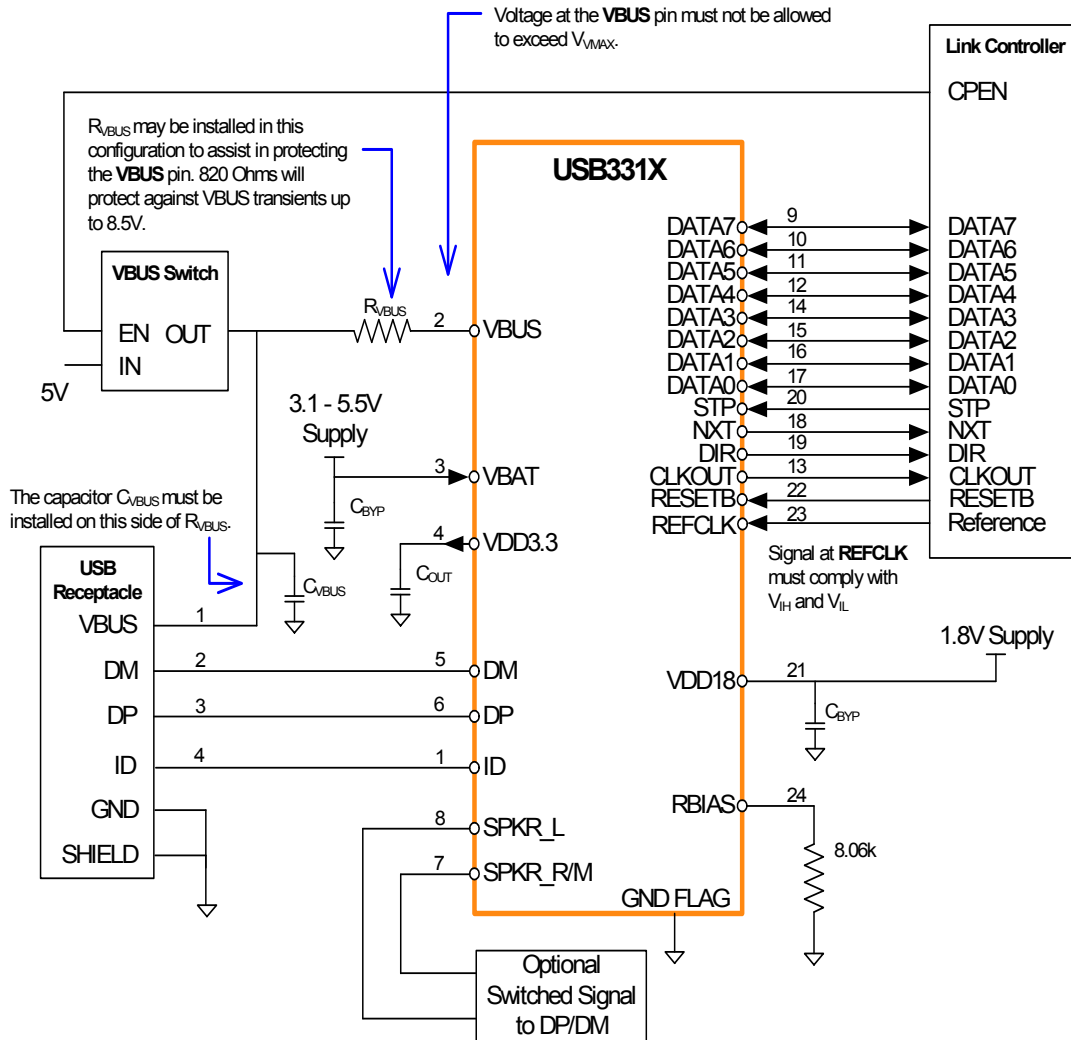 Voltage at the VBUS pin must not be allowed
to exceed VVMAX.
Link Controller
CPEN
RVBUS may be installed in this
configuration to assist in protecting
the VBUS pin. 820 Ohms will
protect against VBUS transients up
to 8.5V.
USB331X
VBUS Switch
EN OUT
IN
5V
RVBUS
2
VBUS
3.1 - 5.5V
Supply
3
VBAT
CBYP
4
VDD3.3
COUT
The capacitor CVBUS must be
installed on this side of RVBUS.
CVBUS
USB
Receptacle
VBUS 1
DM 2 5 DM
DP 3 6 DP
ID 4 1 ID
GND
SHIELD
8 SPKR_L
7 SPKR_R/M
GND FLAG
Optional
Switched Signal
to DP/DM
DATA7 9 DATA7
DATA6 10 DATA6
DATA5 11 DATA5
DATA4 12 DATA4
DATA3 14 DATA3
DATA2 15 DATA2
DATA1 16 DATA1
DATA0 17 DATA0
STP 20 STP
NXT 18 NXT
DIR 19 DIR
CLKOUT 13 CLKOUT
RESETB 22 RESETB
REFCLK 23 Reference
Signal at REFCLK
must comply with
VIH and VIL
1.8V Supply
VDD18 21
CBYP
RBIAS 24
8.06k